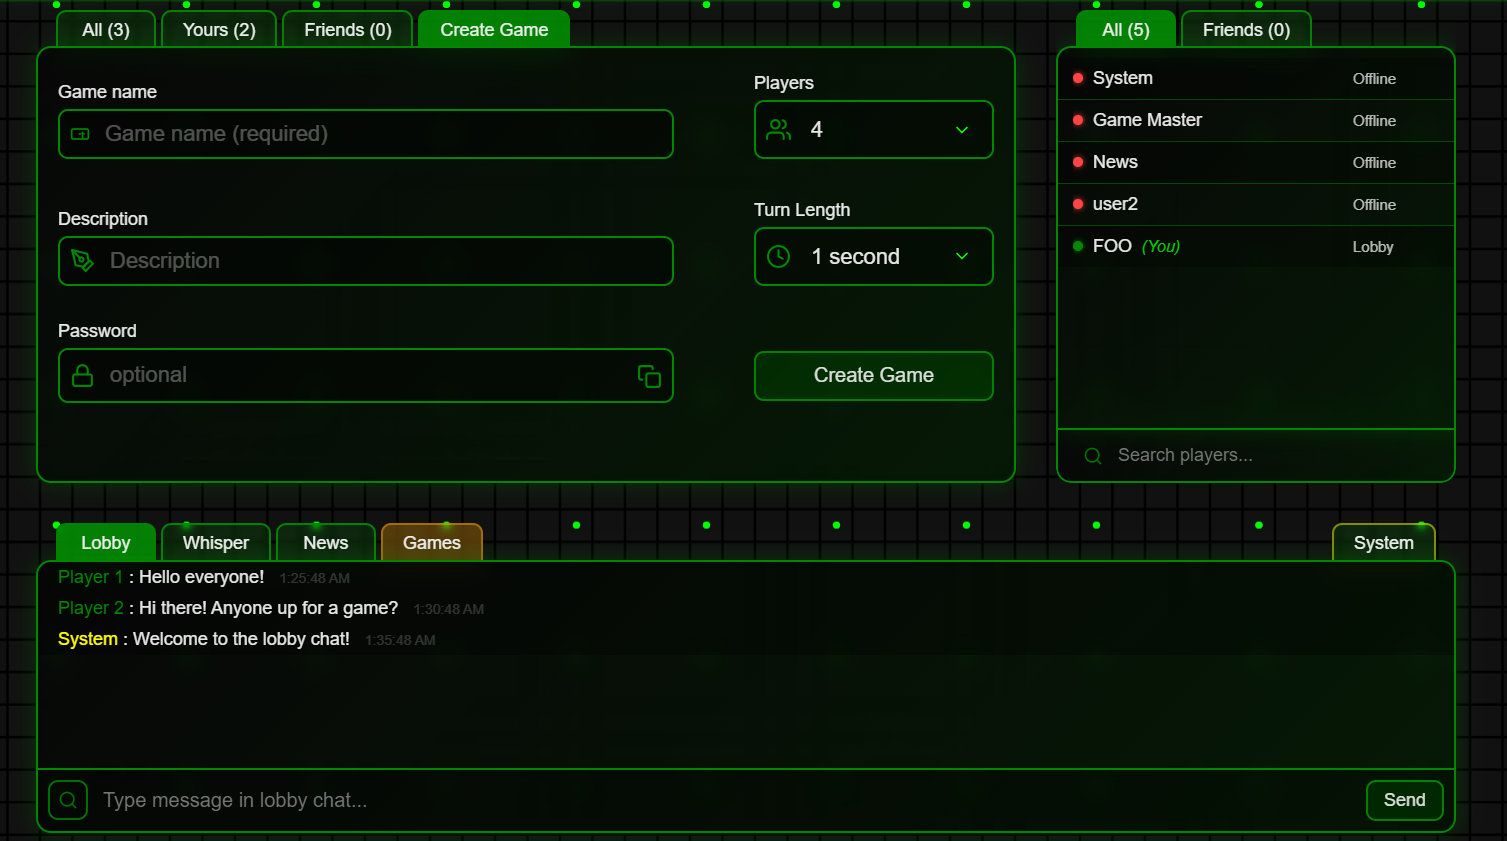 All (3) Yours (2) Friends (0) Create Game
Game name
Game name (required)
Players
4
Description
Description
Turn Length
1 second
Password
optional
Create Game
All (5) Friends (0)
System Offline
Game Master Offline
News Offline
user2 Offline
FOO (You) Lobby
Search players...
Lobby Whisper News Games System
Player 1 : Hello everyone! 1:25:48 AM
Player 2 : Hi there! Anyone up for a game? 1:30:48 AM
System : Welcome to the lobby chat! 1:35:48 AM
Type message in lobby chat... Send